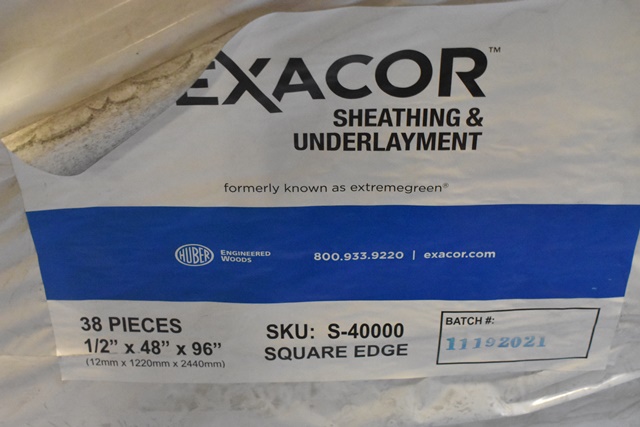 EXACOR™
SHEATHING &
UNDERLAYMENT
formerly known as extremegreen®
HUBER ENGINEERED
WOODS
800.933.9220 | exacor.com
38 PIECES
1/2" x 48" x 96"
(12mm x 1220mm x 2440mm)
SKU: S-40000
SQUARE EDGE
BATCH #:
11192021